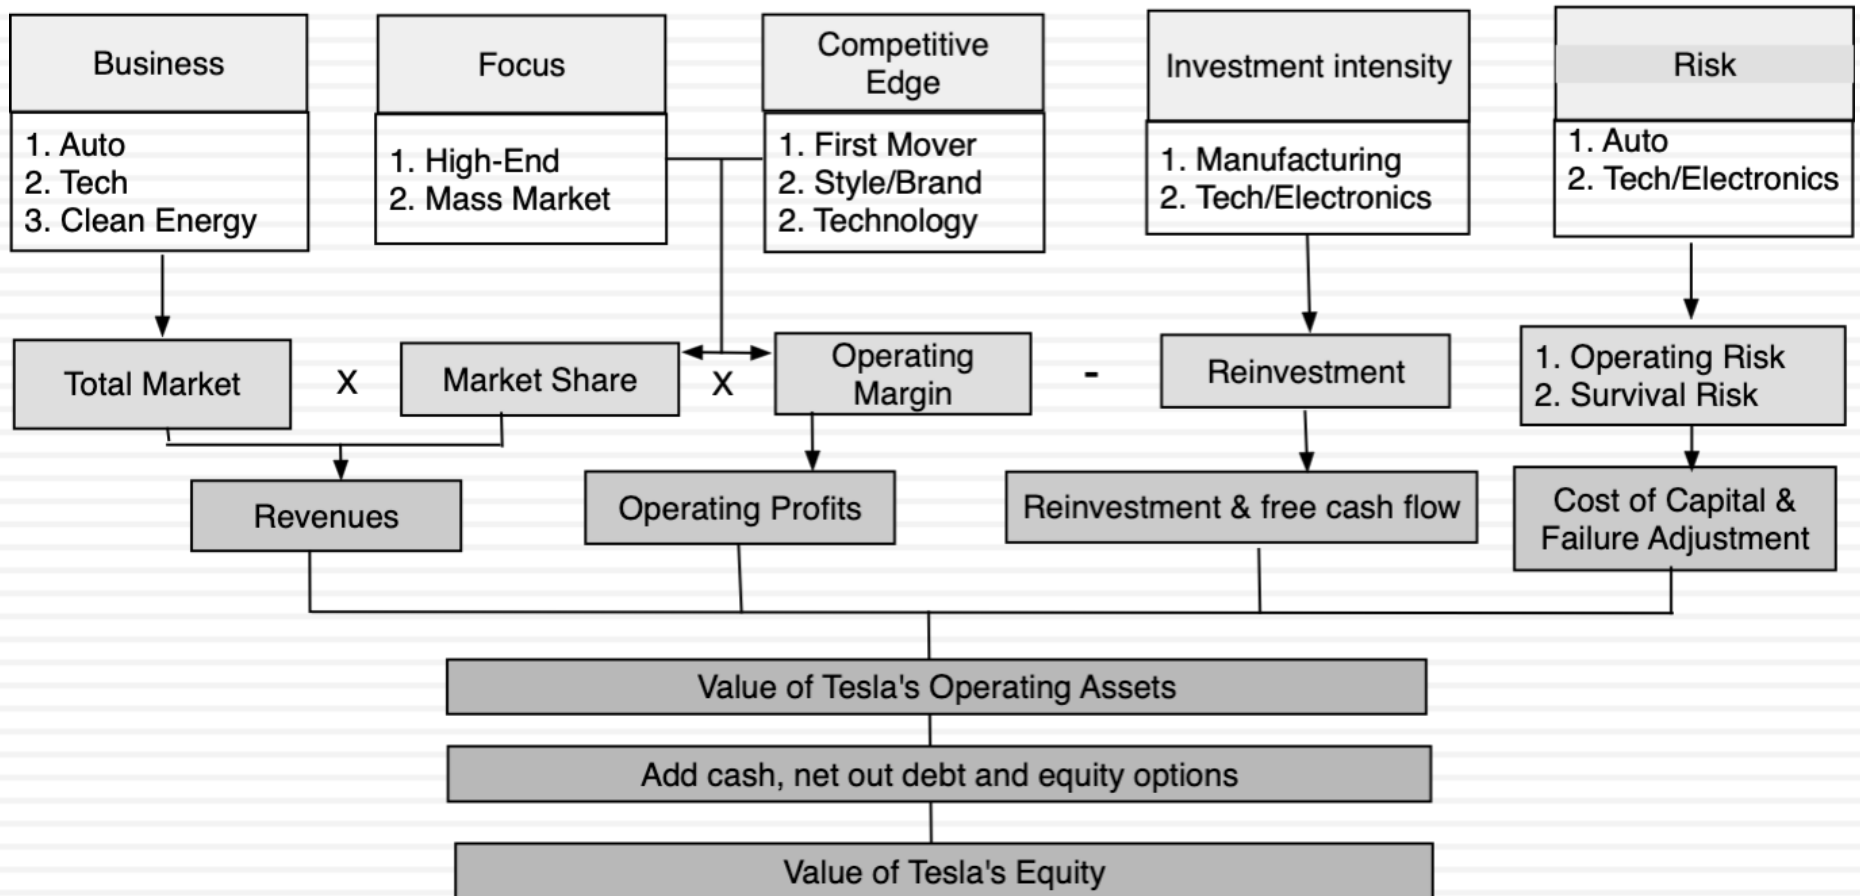 Business
1. Auto
2. Tech
3. Clean Energy
Focus
1. High-End
2. Mass Market
Competitive
Edge
1. First Mover
2. Style/Brand
2. Technology
Investment intensity
1. Manufacturing
2. Tech/Electronics
Risk
1. Auto
2. Tech/Electronics
Total Market
X
Market Share
X
Operating
Margin
-
Reinvestment
1. Operating Risk
2. Survival Risk
Revenues
Operating Profits
Reinvestment & free cash flow
Cost of Capital &
Failure Adjustment
Value of Tesla's Operating Assets
Add cash, net out debt and equity options
Value of Tesla's Equity